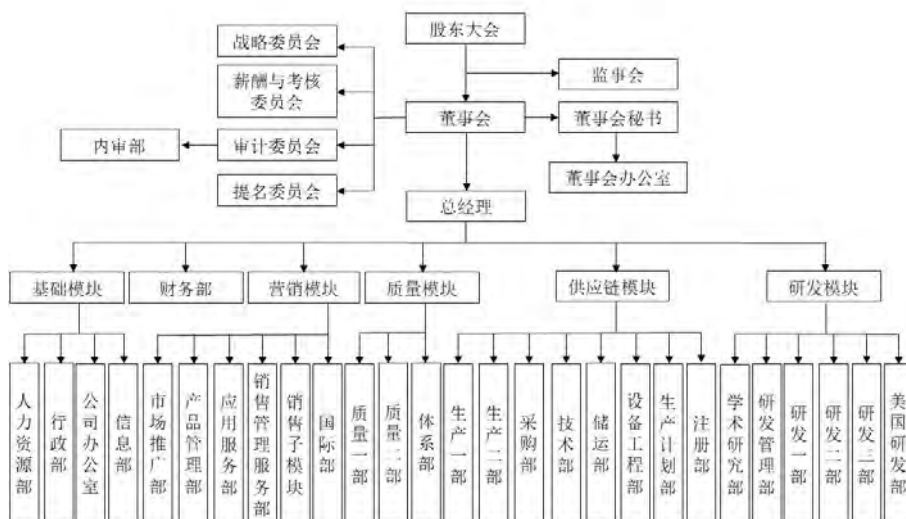 股东大会
战略委员会
监事会
薪酬与考核
委员会
董事会
董事会秘书
内审部
审计委员会
董事会办公室
提名委员会
总经理
基础模块
财务部
营销模块
质量模块
供应链模块
研发模块
人力资源部
行政部
公司办公室
信息部
市场推广部
产品管理部
应用服务部
销售管理服务部
销售子模块
国际部
质量一部
质量二部
体系部
生产一部
生产二部
采购部
技术部
储运部
设备工程部
生产计划部
注册部
学术研究部
研发管理部
研发一部
研发二部
研发三部
美国研发部